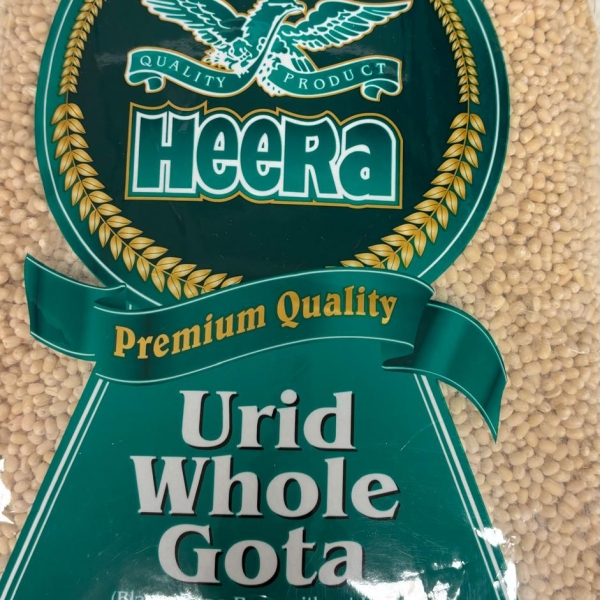 QUALITY PRODUCT
HeeRa
Premium Quality
Urid
Whole
Gota